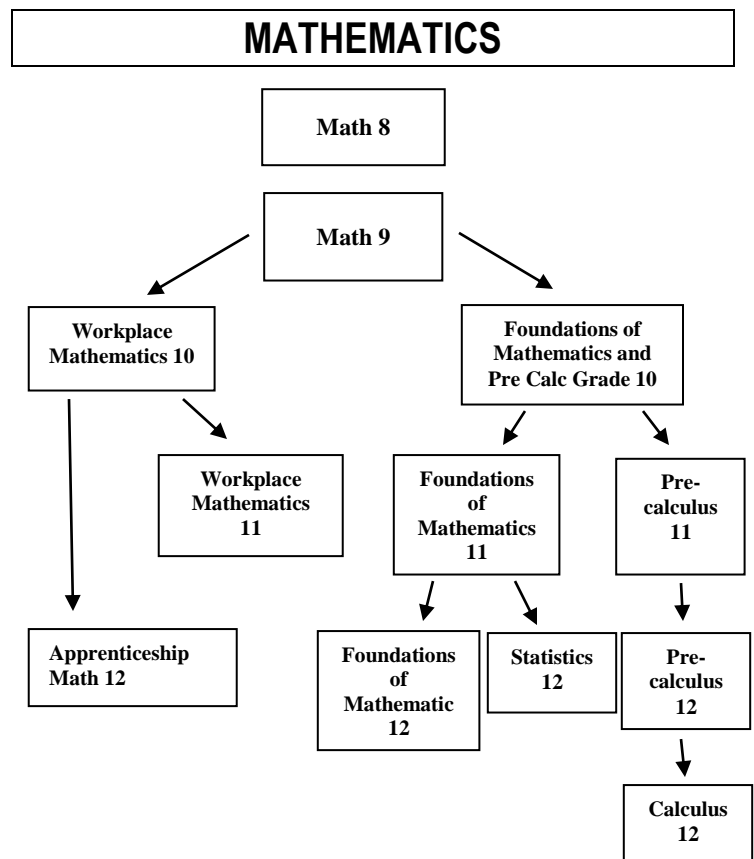 MATHEMATICS
Math 8
Math 9
Workplace
Mathematics 10
Foundations of
Mathematics and
Pre Calc Grade 10
Workplace
Mathematics
11
Foundations
of
Mathematics
11
Pre-
calculus
11
Apprenticeship
Math 12
Foundations
of
Mathematic
12
Statistics
12
Pre-
calculus
12
Calculus
12